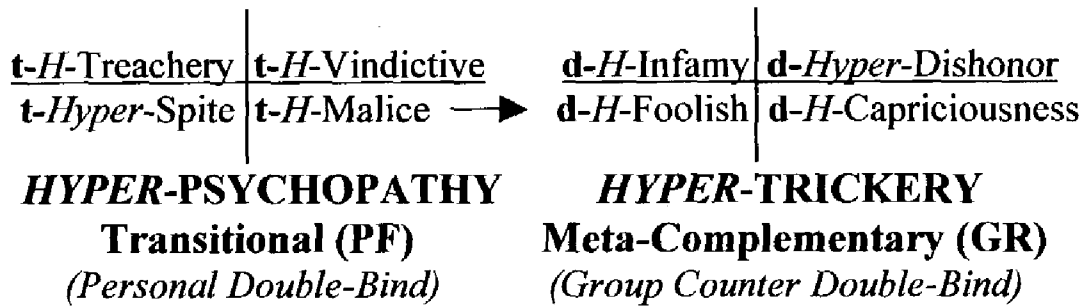 t-H-Treachery t-H-Vindictive d-H-Infamy d-Hyper-Dishonor
t-Hyper-Spite t-H-Malice d-H-Foolish d-H-Capriciousness
HYPER-PSYCHOPATHY HYPER-TRICKERY
Transitional (PF) Meta-Complementary (GR)
(Personal Double-Bind) (Group Counter Double-Bind)